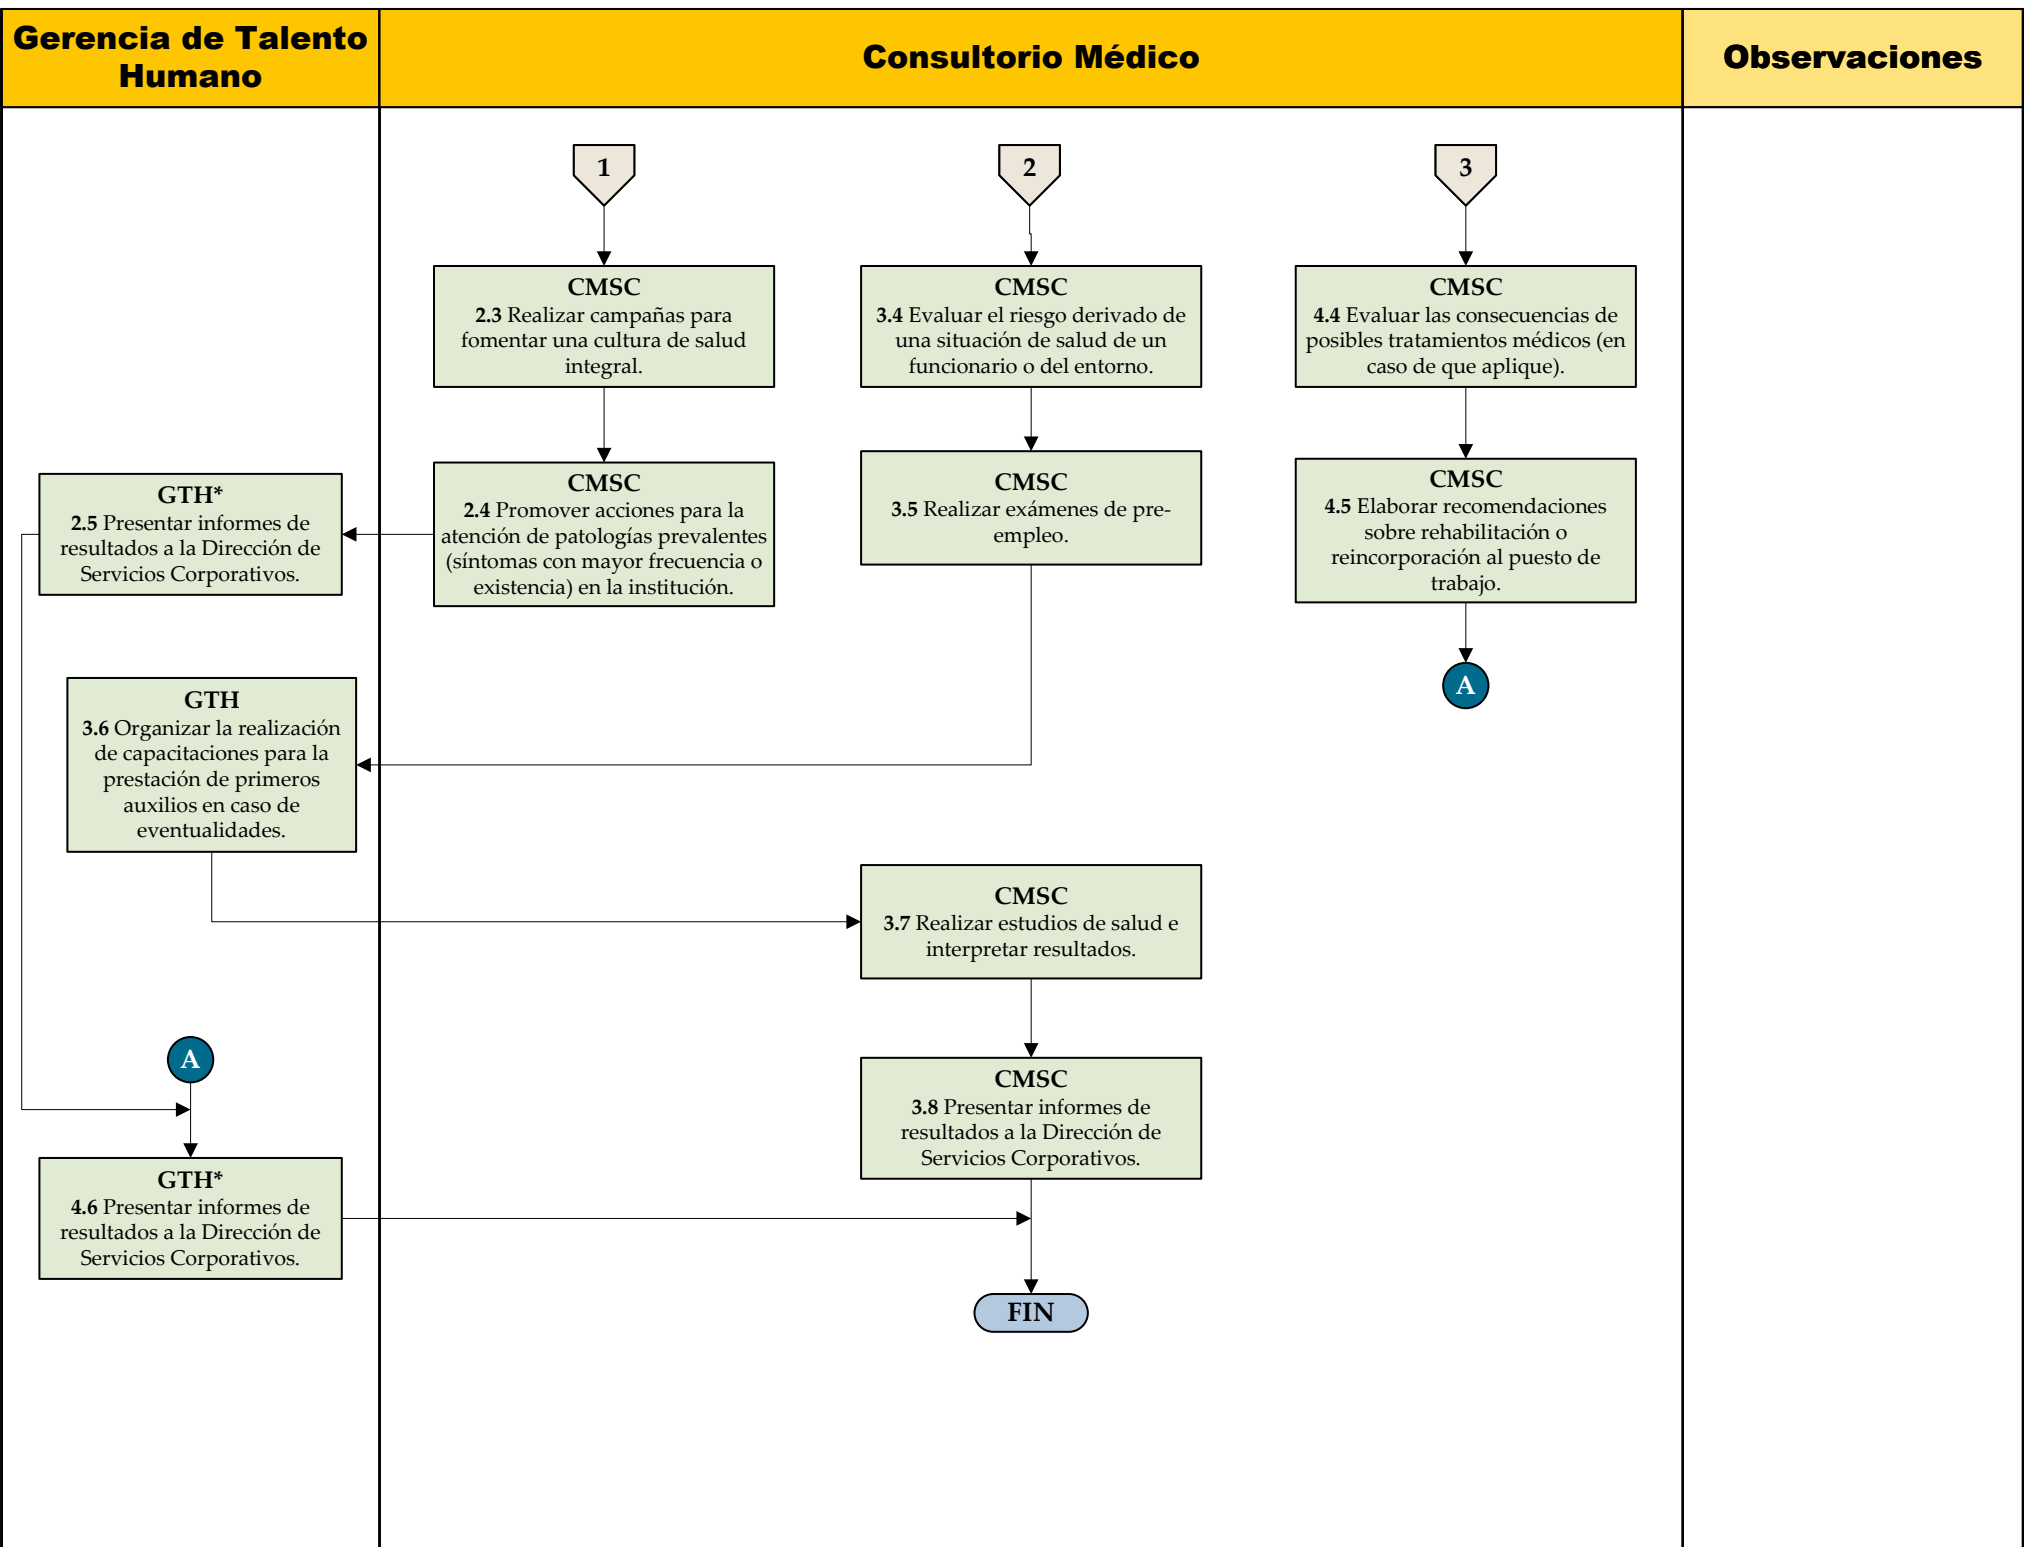 Gerencia de Talento
Humano
Consultorio Médico
Observaciones
1
2
3
CMSC
2.3 Realizar campañas para
fomentar una cultura de salud
integral.
CMSC
3.4 Evaluar el riesgo derivado de
una situación de salud de un
funcionario o del entorno.
CMSC
4.4 Evaluar las consecuencias de
posibles tratamientos médicos (en
caso de que aplique).
GTH*
2.5 Presentar informes de
resultados a la Dirección de
Servicios Corporativos.
CMSC
2.4 Promover acciones para la
atención de patologías prevalentes
(síntomas con mayor frecuencia o
existencia) en la institución.
CMSC
3.5 Realizar exámenes de pre-
empleo.
CMSC
4.5 Elaborar recomendaciones
sobre rehabilitación o
reincorporación al puesto de
trabajo.
A
GTH
3.6 Organizar la realización
de capacitaciones para la
prestación de primeros
auxilios en caso de
eventualidades.
CMSC
3.7 Realizar estudios de salud e
interpretar resultados.
A
CMSC
3.8 Presentar informes de
resultados a la Dirección de
Servicios Corporativos.
GTH*
4.6 Presentar informes de
resultados a la Dirección de
Servicios Corporativos.
FIN